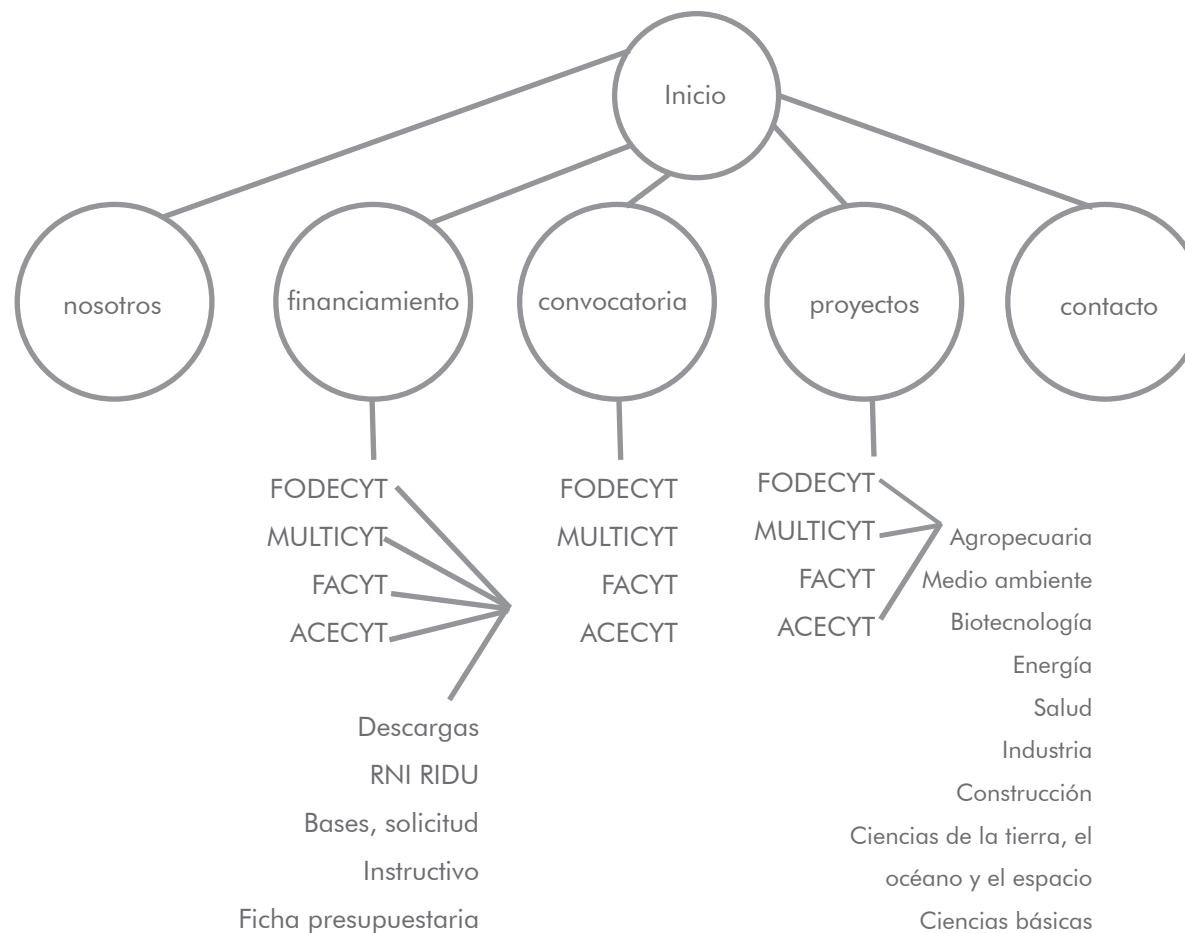 Inicio
nosotros
financiamiento
convocatoria
proyectos
contacto
FODECYT
MULTICYT
FACYT
ACECYT
Descargas
RNI RIDU
Bases, solicitud
Instructivo
Ficha presupuestaria
FODECYT
MULTICYT
FACYT
ACECYT
FODECYT
MULTICYT
FACYT
ACECYT
Agropecuaria
Medio ambiente
Biotecnología
Energía
Salud
Industria
Construcción
Ciencias de la tierra, el
océano y el espacio
Ciencias básicas